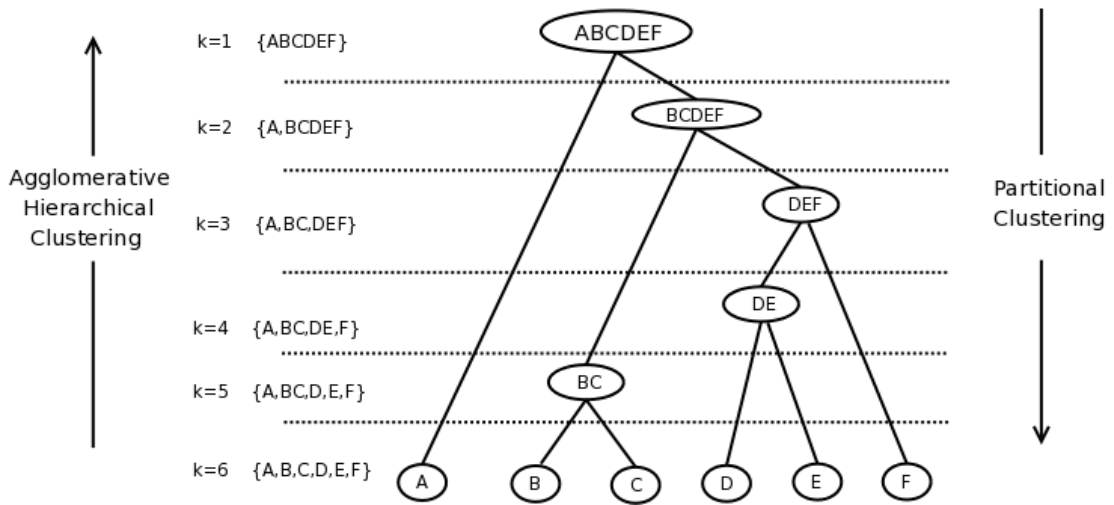 k=1 {ABCDEF}
ABCDEF
k=2 {A,BCDEF}
BCDEF
Agglomerative
Hierarchical
Clustering
Partitional
Clustering
k=3 {A,BC,DEF}
DEF
k=4 {A,BC,DE,F}
DE
k=5 {A,BC,D,E,F}
BC
k=6 {A,B,C,D,E,F}
A
B
C
D
E
F